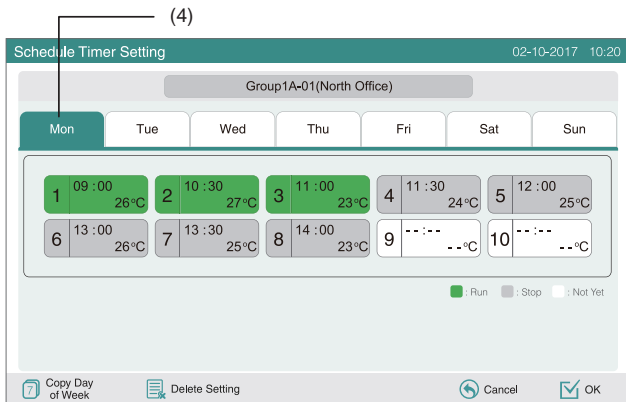 (4)
Schedule Timer Setting 02-10-2017 10:20
Group1A-01(North Office)
Mon Tue Wed Thu Fri Sat Sun
1 09:00 26°C 2 10:30 27°C 3 11:00 23°C 4 11:30 24°C 5 12:00 25°C
6 13:00 26°C 7 13:30 25°C 8 14:00 23°C 9 --:-- --°C 10 --:-- --°C
: Run : Stop : Not Yet
7 Copy Day of Week Delete Setting Cancel OK